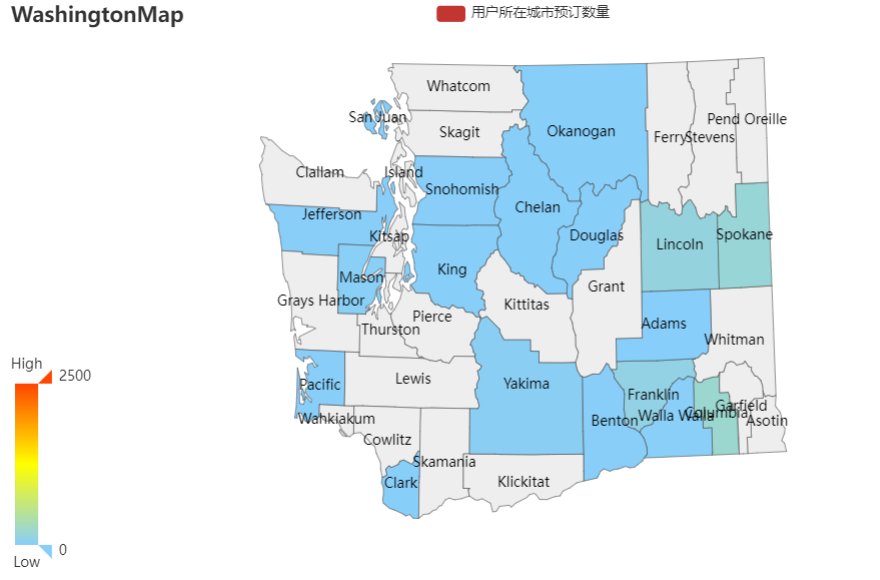 WashingtonMap
用户所在城市预订数量
Whatcom
San Juan
Skagit
Okanogan
Ferry
Stevens
Pend Oreille
Clallam
Island
Snohomish
Jefferson
Chelan
Kitsap
Douglas
Lincoln
Spokane
King
Mason
Grant
Grays Harbor
Kittitas
Pierce
Thurston
Adams
Whitman
High
2500
Pacific
Lewis
Yakima
Franklin
Wahkiakum
Benton
Walla Walla
Columbia
Garfield
Asotin
Cowlitz
Skamania
Clark
Klickitat
0
Low